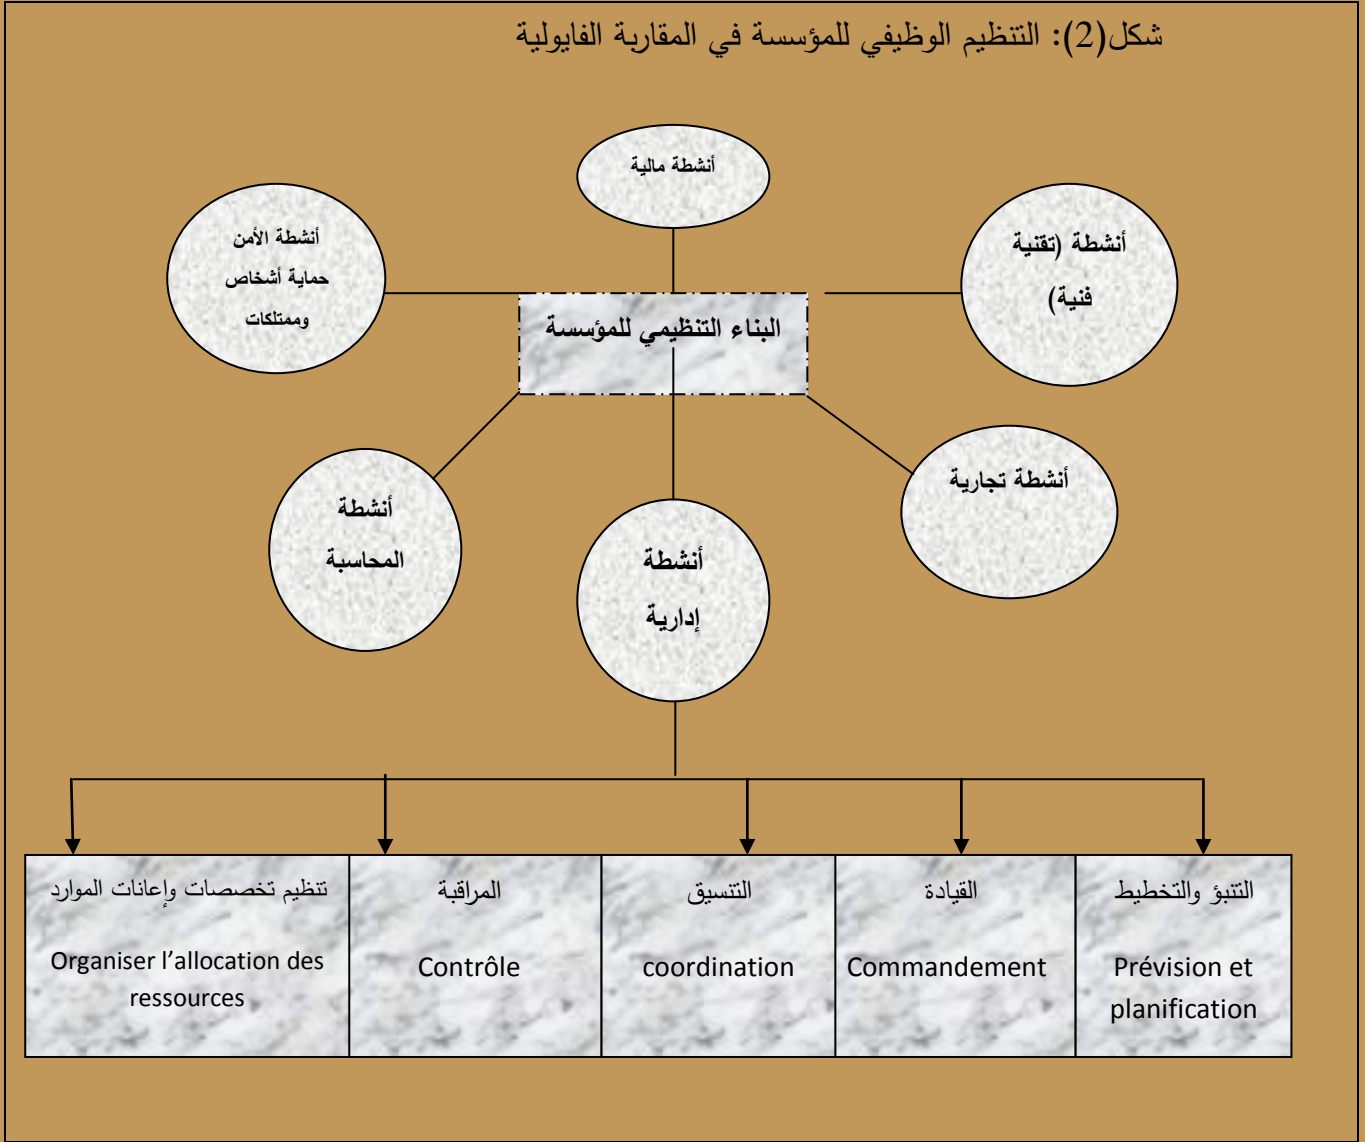 شكل(2): التنظيم الوظيفي للمؤسسة في المقاربة الفايولية
أنشطة مالية
أنشطة (تقنية
فنية)
أنشطة الأمن
حماية أشخاص
وممتلكات
البناء التنظيمي للمؤسسة
أنشطة تجارية
أنشطة
إدارية
أنشطة
المحاسبة
التنبؤ والتخطيط
Prévision et
planification
القيادة
Commandement
التنسيق
coordination
المراقبة
Contrôle
تنظيم تخصصات وإعانات الموارد
Organiser l’allocation des
ressources